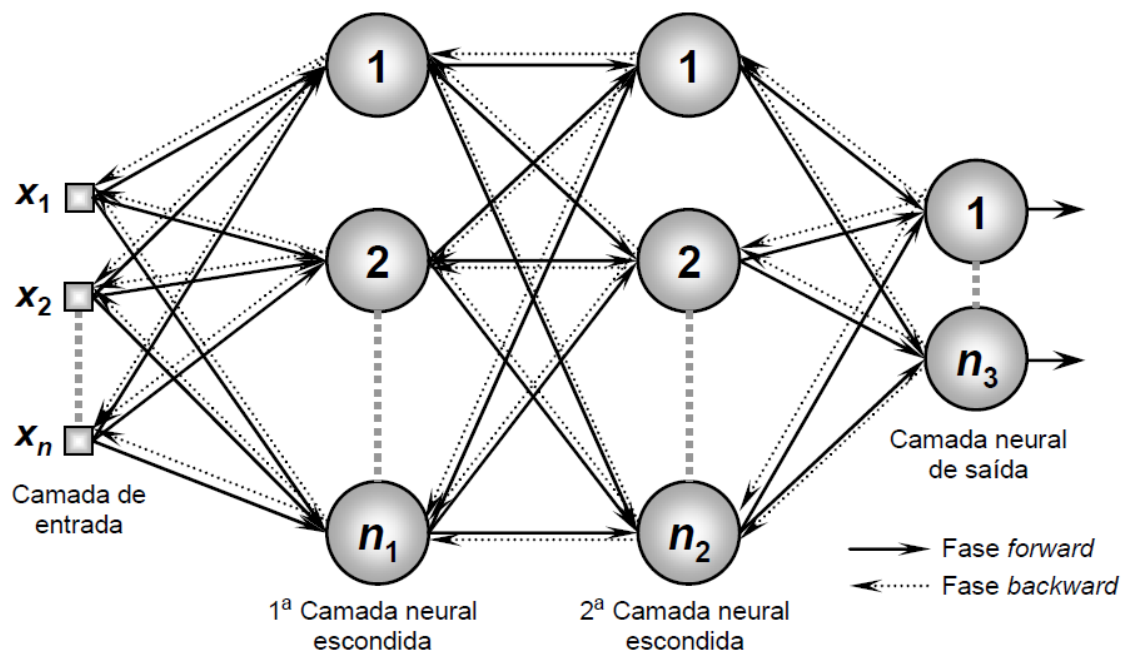 1
1
x1
2
2
1
x2
n3
xn
Camada neural
de saída
Camada de
entrada
n1
n2
Fase forward
Fase backward
1ª Camada neural
escondida
2ª Camada neural
escondida